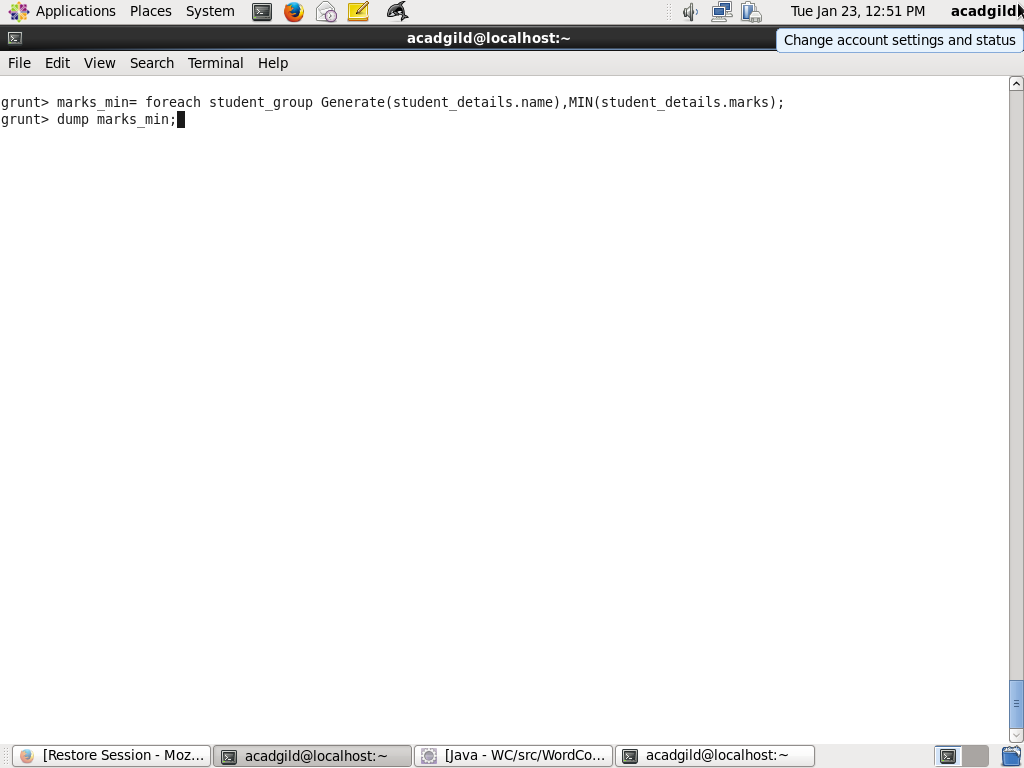 Applications Places System Tue Jan 23, 12:51 PM acadgild
acadgild@localhost:~
Change account settings and status
File Edit View Search Terminal Help
grunt> marks_min= foreach student_group Generate(student_details.name),MIN(student_details.marks);
grunt> dump marks_min;
[Restore Session - Moz... acadgild@localhost:~ [Java - WC/src/WordCo... acadgild@localhost:~